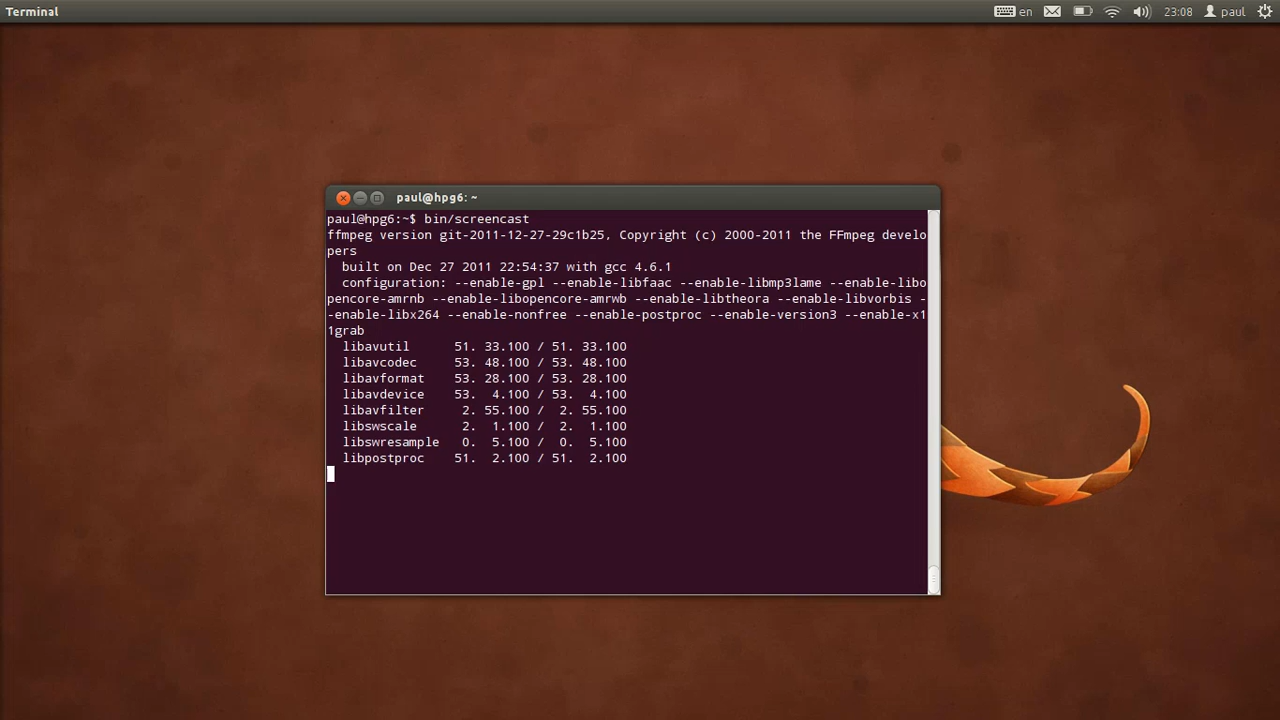 Terminal
en
23:08
paul
paul@hpg6: ~
paul@hpg6:~$ bin/screencast
ffmpeg version git-2011-12-27-29c1b25, Copyright (c) 2000-2011 the FFmpeg develo
pers
  built on Dec 27 2011 22:54:37 with gcc 4.6.1
  configuration: --enable-gpl --enable-libfaac --enable-libmp3lame --enable-libo
pencore-amrnb --enable-libopencore-amrwb --enable-libtheora --enable-libvorbis -
-enable-libx264 --enable-nonfree --enable-postproc --enable-version3 --enable-x1
1grab
  libavutil      51. 33.100 / 51. 33.100
  libavcodec     53. 48.100 / 53. 48.100
  libavformat    53. 28.100 / 53. 28.100
  libavdevice    53.  4.100 / 53.  4.100
  libavfilter     2. 55.100 /  2. 55.100
  libswscale      2.  1.100 /  2.  1.100
  libswresample   0.  5.100 /  0.  5.100
  libpostproc    51.  2.100 / 51.  2.100